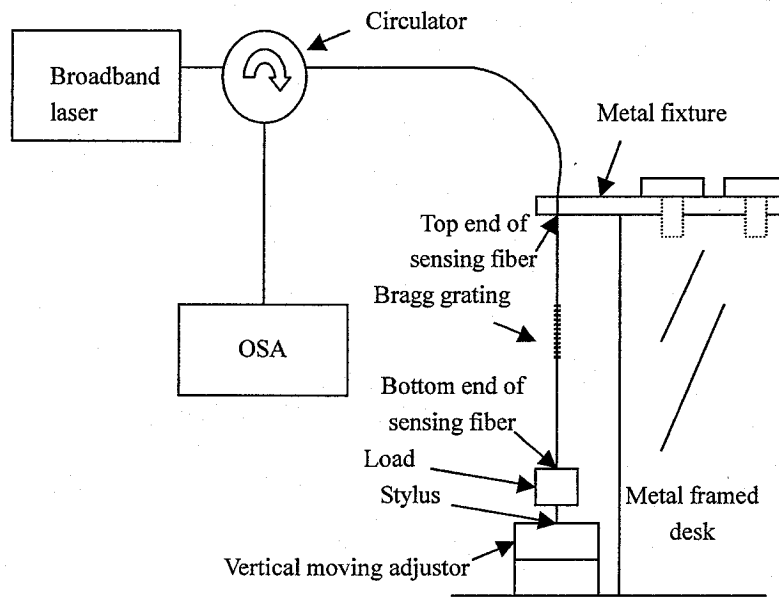 Circulator
Broadband
laser
Metal fixture
Top end of
sensing fiber
Bragg grating
OSA
Bottom end of
sensing fiber
Load
Stylus
Metal framed
desk
Vertical moving adjustor